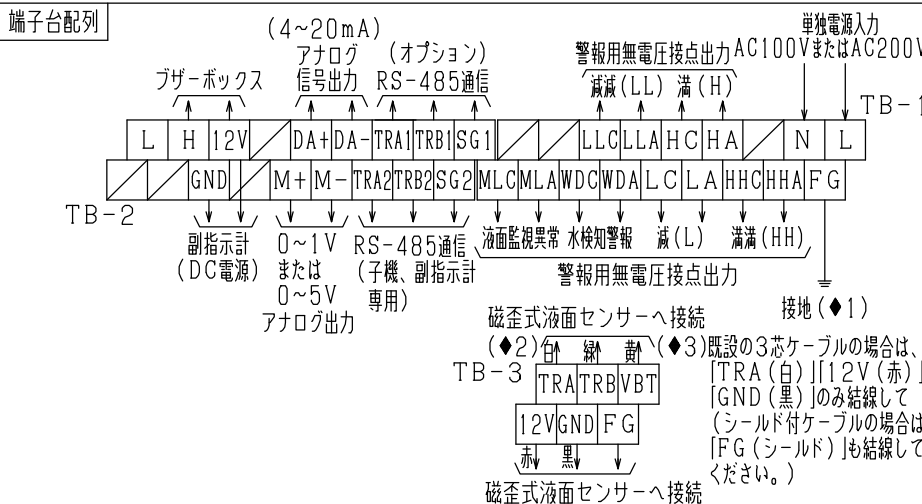 端子台配列
(4~20mA)
アナログ
信号出力
(オプション)
RS-485通信
ブザーボックス
警報用無電圧接点出力
減減(LL) 満(H)
単独電源入力
AC100VまたはAC200V
TB-1
L H 12V DA+ DA- TRA1 TRB1 SG1 LLC LLA HC HA N L
GND M+ M- TRA2 TRB2 SG2 MLC MLA WDC WDA LC LA HHC HHA FG
TB-2
副指示計
(DC電源)
0~1V
または
0~5V
アナログ出力
RS-485通信
(子機、副指示計
専用)
液面監視異常 水検知警報 減(L) 満満(HH)
警報用無電圧接点出力
接地(◆1)
磁歪式液面センサーへ接続
(◆2) 白 緑 黄
TB-3
TRA TRB VBT
12V GND FG
赤 黒
磁歪式液面センサーへ接続
(◆3)既設の3芯ケーブルの場合は、
「TRA(白)」「12V(赤)」
「GND(黒)」のみ結線して
(シールド付ケーブルの場合は
「FG(シールド)」も結線して
ください。)